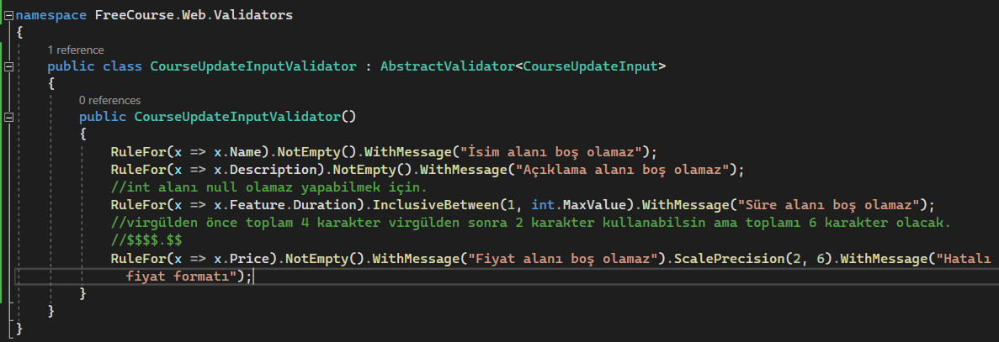 namespace FreeCourse.Web.Validators
{
1 reference
public class CourseUpdateInputValidator : AbstractValidator<CourseUpdateInput>
{
0 references
public CourseUpdateInputValidator()
{
RuleFor(x => x.Name).NotEmpty().WithMessage("İsim alanı boş olamaz");
RuleFor(x => x.Description).NotEmpty().WithMessage("Açıklama alanı boş olamaz");
//int alanı null olamaz yapabilmek için.
RuleFor(x => x.Feature.Duration).InclusiveBetween(1, int.MaxValue).WithMessage("Süre alanı boş olamaz");
//virgülden önce toplam 4 karakter virgülden sonra 2 karakter kullanabilsin ama toplamı 6 karakter olacak.
//$$$$.$$
RuleFor(x => x.Price).NotEmpty().WithMessage("Fiyat alanı boş olamaz").ScalePrecision(2, 6).WithMessage("Hatalı
fiyat formatı");
}
}
}